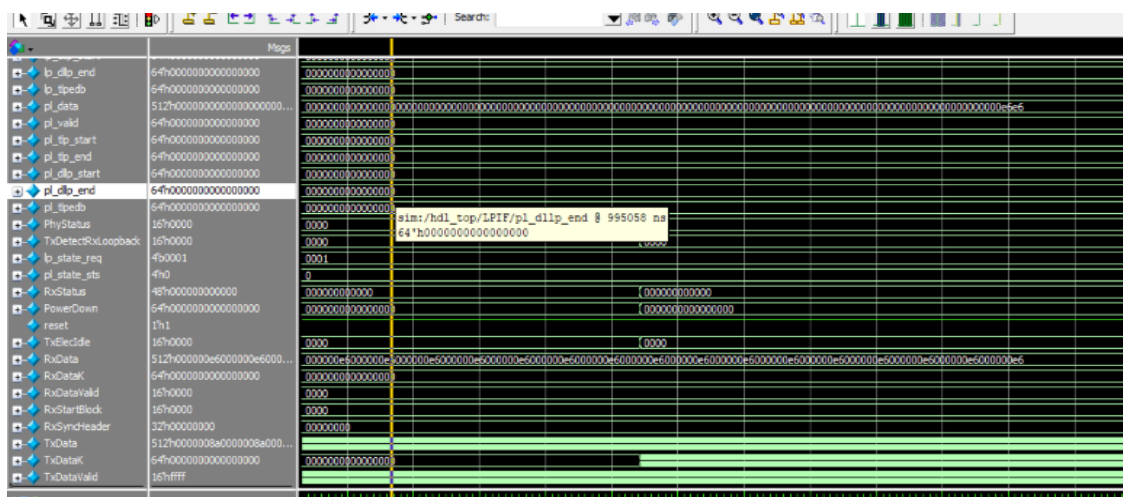 Search:
Msgs
lp_dllp_end 64'h0000000000000000 0000000000000000
lp_tlpedb 64'h0000000000000000 0000000000000000
pl_data 512'h00000000000000000000...
pl_valid 64'h0000000000000000 0000000000000000
pl_tlp_start 64'h0000000000000000 0000000000000000
pl_tlp_end 64'h0000000000000000 0000000000000000
pl_dllp_start 64'h0000000000000000 0000000000000000
pl_dllp_end 64'h0000000000000000 0000000000000000
pl_tlpedb 64'h0000000000000000 0000000000000000
sim:/hdl_top/LPIF/pl_dllp_end @ 995058 ns
64'h0000000000000000
PhyStatus 16'h0000 0000
TxDetectRxLoopback 16'h0000 0000 0000
lp_state_req 4'b0001 0001
pl_state_sts 4'h0 0
RxStatus 48'h000000000000 000000000000 000000000000
PowerDown 64'h0000000000000000 0000000000000000 0000000000000000
reset 1'h1
TxElecIdle 16'h0000 0000 0000
RxData 512'h000000e6000000e6000... 000000e6000000e6000000e6000000e6000000e6000000e6000000e6000000e6000000e6000000e6000000e6000000e6000000e6000000e6000000e6000000e6
RxDataK 64'h0000000000000000 0000000000000000
RxDataValid 16'h0000 0000
RxStartBlock 16'h0000 0000
RxSyncHeader 32'h00000000 00000000
TxData 512'h0000008a0000008a000...
TxDataK 64'h0000000000000000 0000000000000000
TxDataValid 16'hffff